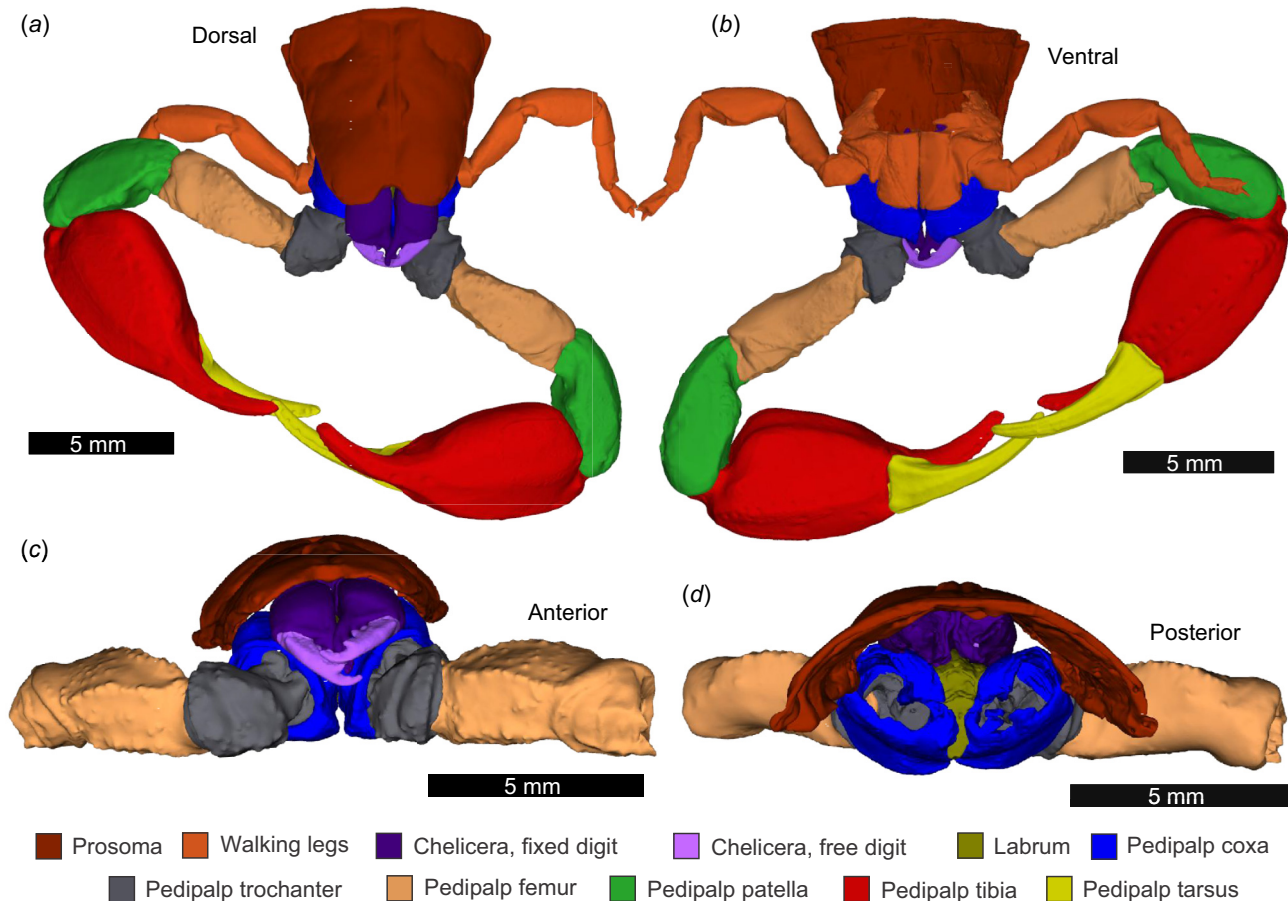 (a)
Dorsal
(b)
Ventral
5 mm
5 mm
(c)
Anterior
(d)
Posterior
5 mm
5 mm
Prosoma Walking legs Chelicera, fixed digit Chelicera, free digit Labrum Pedipalp coxa
Pedipalp trochanter Pedipalp femur Pedipalp patella Pedipalp tibia Pedipalp tarsus